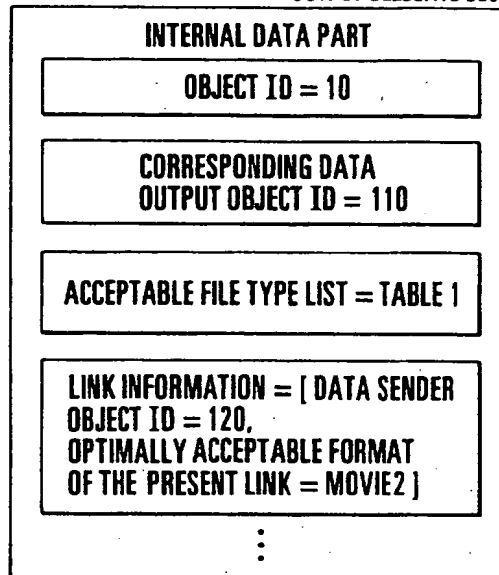 INTERNAL DATA PART
OBJECT ID = 10
CORRESPONDING DATA
OUTPUT OBJECT ID = 110
ACCEPTABLE FILE TYPE LIST = TABLE 1
LINK INFORMATION = [ DATA SENDER
OBJECT ID = 120,
OPTIMALLY ACCEPTABLE FORMAT
OF THE PRESENT LINK = MOVIE2 ]
⋮